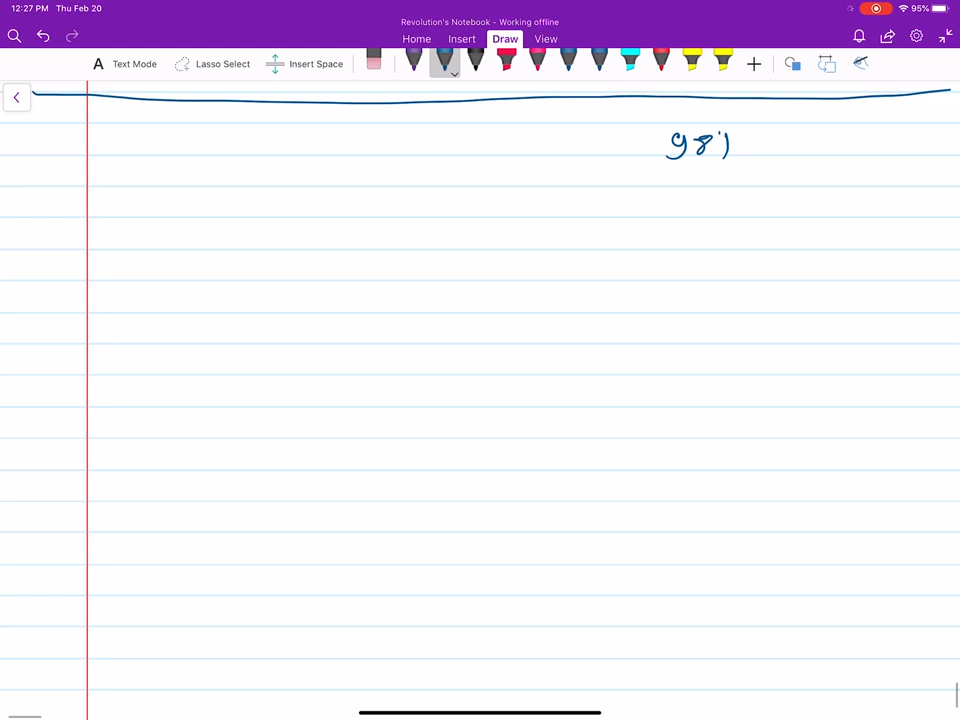 12:27 PM Thu Feb 20
95%
Revolution's Notebook - Working offline
Home Insert Draw View
A Text Mode Lasso Select Insert Space
98